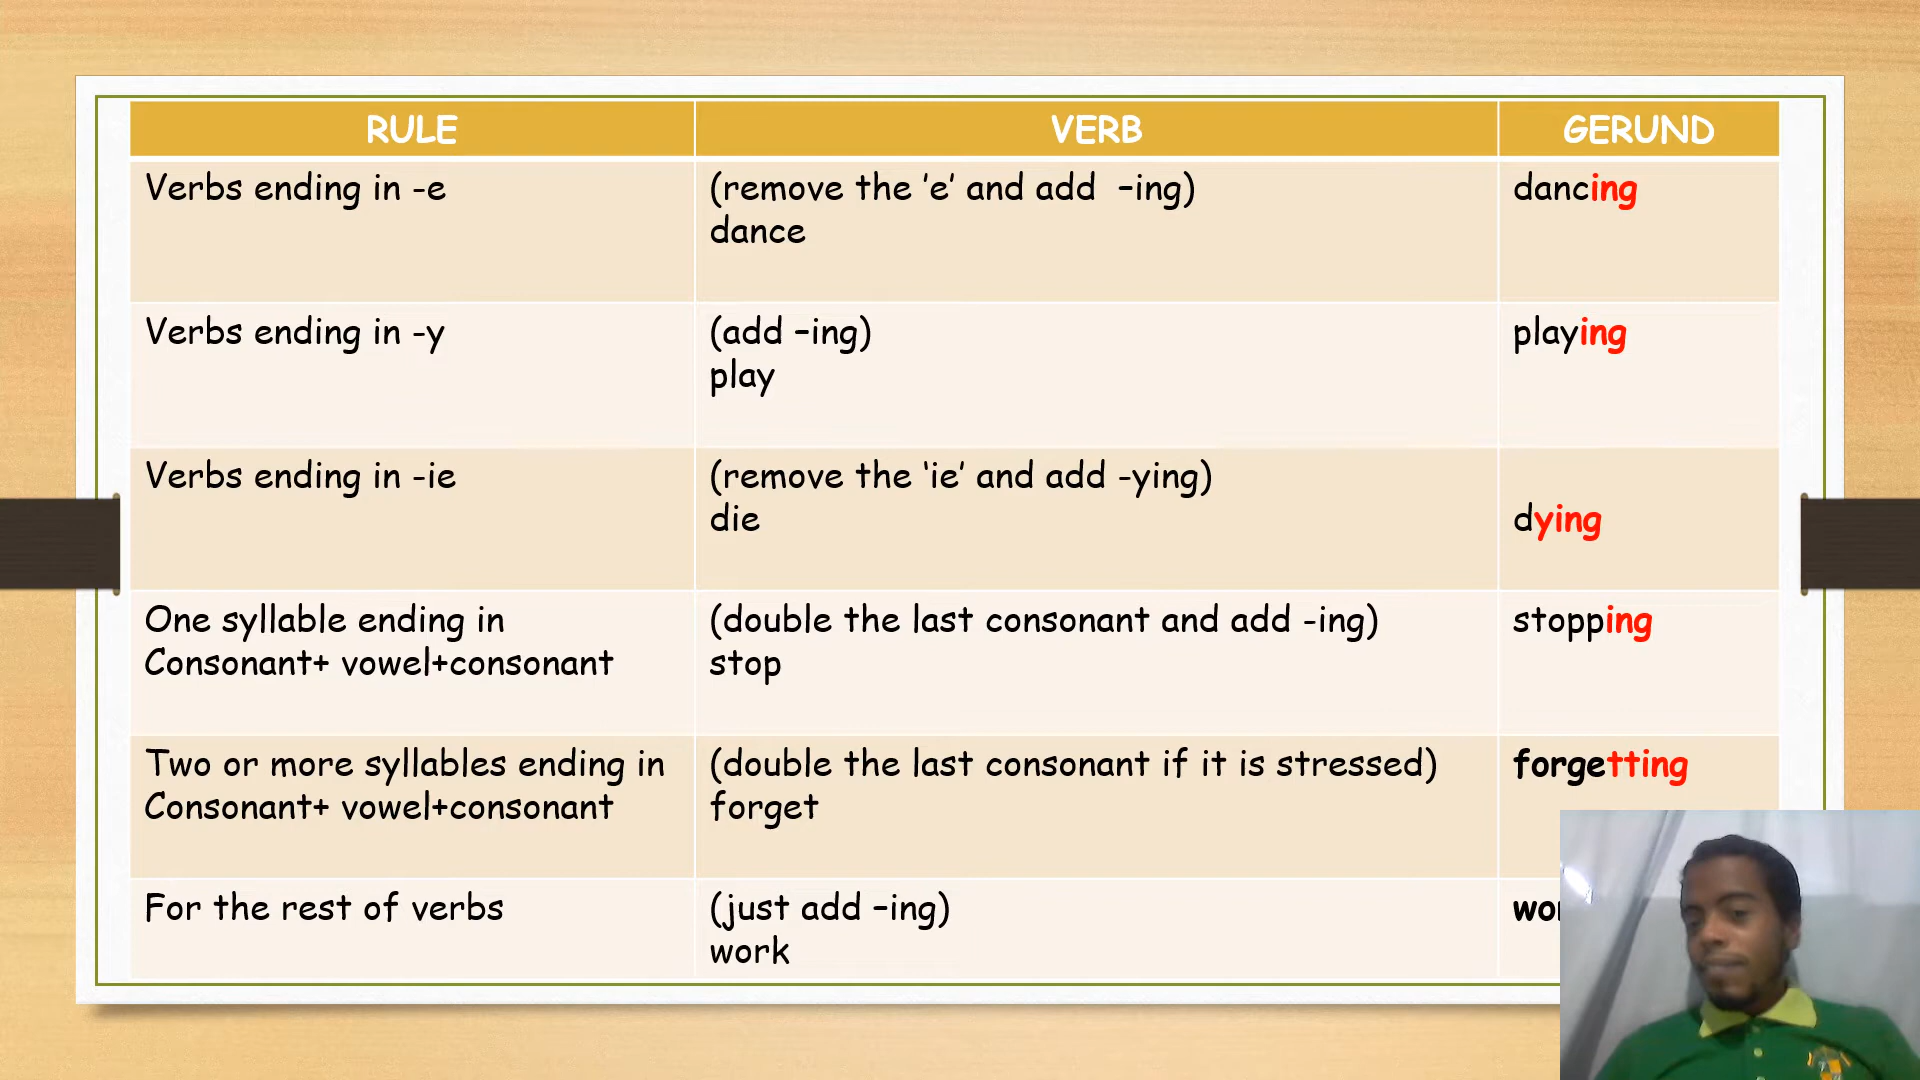 RULE VERB GERUND
Verbs ending in -e (remove the ’e’ and add –ing) dancing
dance
Verbs ending in -y (add –ing) playing
play
Verbs ending in -ie (remove the ‘ie’ and add -ying)
die dying
One syllable ending in (double the last consonant and add -ing) stopping
Consonant+ vowel+consonant stop
Two or more syllables ending in (double the last consonant if it is stressed) forgetting
Consonant+ vowel+consonant forget
For the rest of verbs (just add –ing)
work